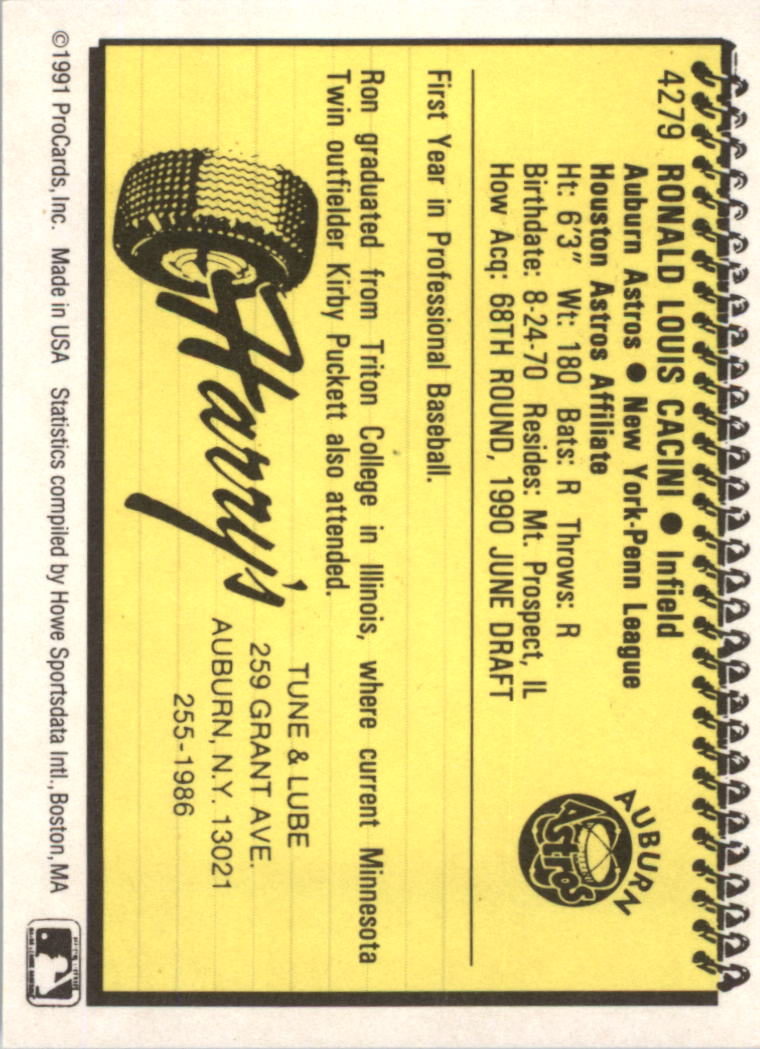 4279 RONALD LOUIS CACINI ● Infield
Auburn Astros ● New York-Penn League
Houston Astros Affiliate
Ht: 6'3" Wt: 180 Bats: R Throws: R
Birthdate: 8-24-70 Resides: Mt. Prospect, IL
How Acq: 68TH ROUND, 1990 JUNE DRAFT
AUBURN
Astros
First Year in Professional Baseball.
Ron graduated from Triton College in Illinois, where current Minnesota
Twin outfielder Kirby Puckett also attended.
Harry's
TUNE & LUBE
259 GRANT AVE.
AUBURN, N.Y. 13021
255-1986
©1991 ProCards, Inc. Made in USA Statistics compiled by Howe Sportsdata Intl., Boston, MA